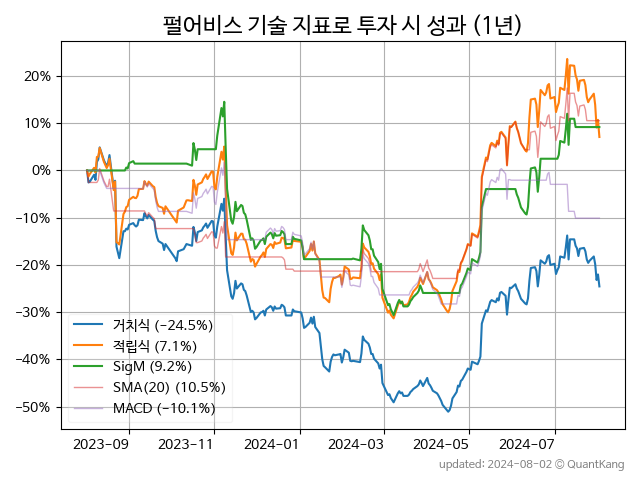 펄어비스 기술 지표로 투자 시 성과 (1년)
20%
10%
0%
−10%
−20%
−30%
−40%
−50%
거치식 (−24.5%)
적립식 (7.1%)
SigM (9.2%)
SMA(20) (10.5%)
MACD (−10.1%)
2023-09 2023-11 2024-01 2024-03 2024-05 2024-07
updated: 2024-08-02 © QuantKang